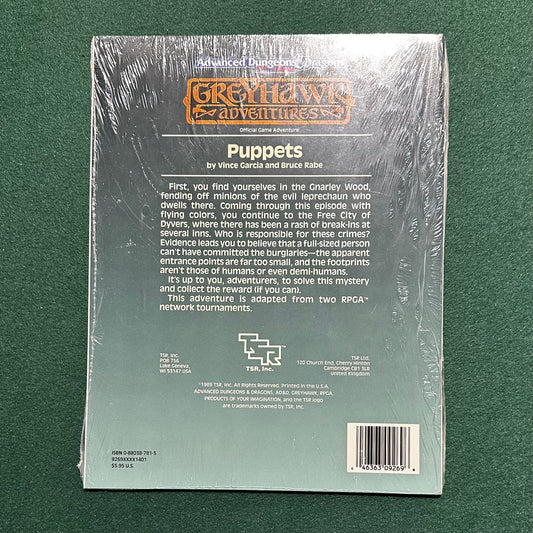 Advanced Dungeons & Dragons
GREYHAWK
ADVENTURES
Official Game Adventure
Puppets
by Vince Garcia and Bruce Rabe
First, you find yourselves in the Gnarley Wood,
fending off minions of the evil leprechaun who
dwells there. Coming through this episode with
flying colors, you continue to the Free City of
Dyvers, where there has been a rash of break-ins at
several inns. Who is responsible for these crimes?
Evidence leads you to believe that a full-sized person
can't have committed the burglaries—the apparent
entrance points are far too small, and the footprints
aren't those of humans or even demi-humans.
It's up to you, adventurers, to solve this mystery
and collect the reward (if you can).
This adventure is adapted from two RPGA™
network tournaments.
TSR, Inc.
POB 756
Lake Geneva,
WI 53147 USA
TSR
TSR, Inc.
TSR Ltd.
120 Church End, Cherry Hinton
Cambridge CB1 3LB
United Kingdom
©1989 TSR, Inc. All Rights Reserved. Printed in the U.S.A.
ADVANCED DUNGEONS & DRAGONS, AD&D, GREYHAWK, RPGA,
PRODUCTS OF YOUR IMAGINATION, and the TSR logo
are trademarks owned by TSR, Inc.
ISBN 0-88038-781-5
9269XXXX1401
$5.95 U.S.
46363 09269